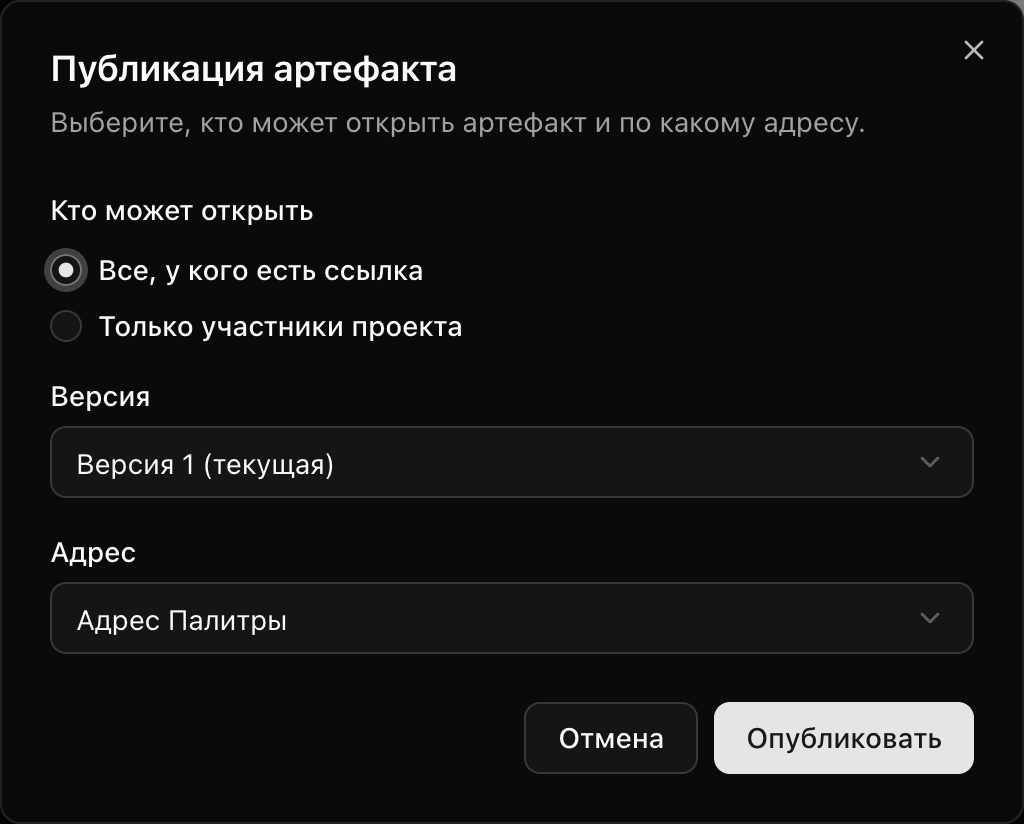 Публикация артефакта
Выберите, кто может открыть артефакт и по какому адресу.
Кто может открыть
Все, у кого есть ссылка
Только участники проекта
Версия
Версия 1 (текущая)
Адрес
Адрес Палитры
Отмена
Опубликовать